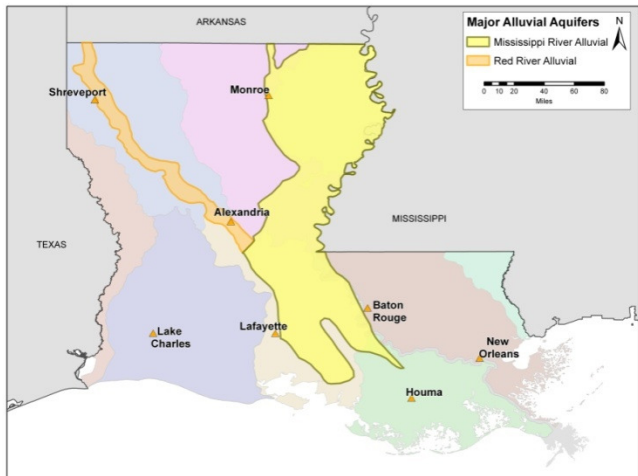 ARKANSAS
Major Alluvial Aquifers
Mississippi River Alluvial
Red River Alluvial
0 10 20 40 60 80
Miles
N
Shreveport
Monroe
Alexandria
MISSISSIPPI
TEXAS
Baton
Rouge
Lake
Charles
Lafayette
New
Orleans
Houma